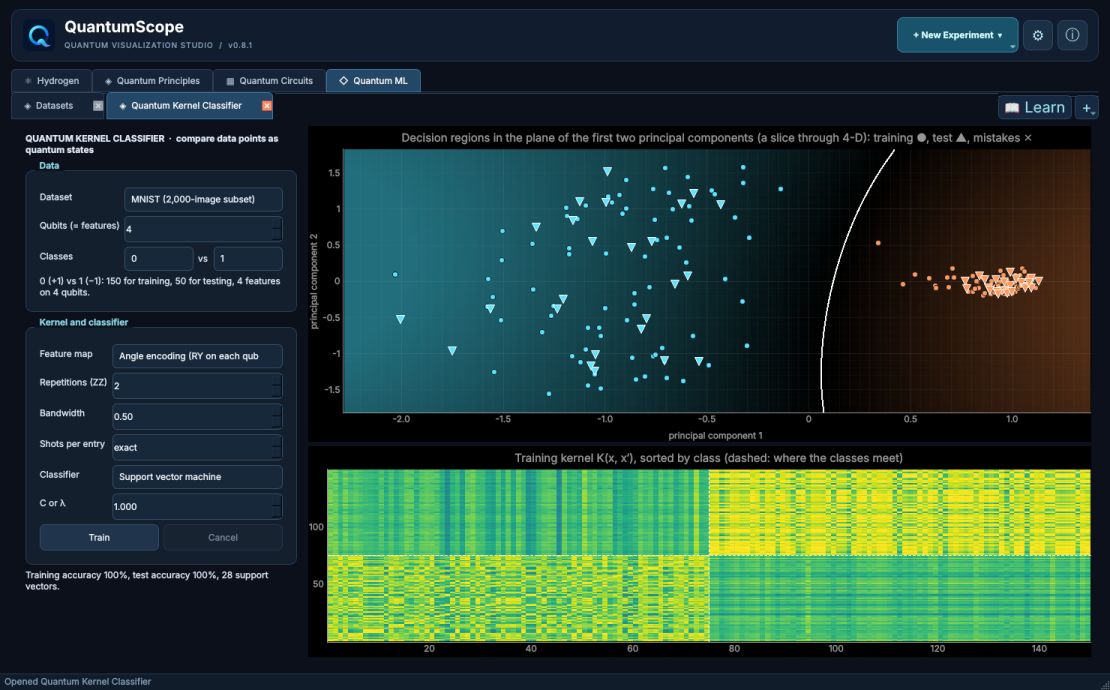 QuantumScope
QUANTUM VISUALIZATION STUDIO / v0.8.1
+ New Experiment
Hydrogen
Quantum Principles
Quantum Circuits
Quantum ML
Datasets
Quantum Kernel Classifier
Learn
+
QUANTUM KERNEL CLASSIFIER · compare data points as
quantum states
Data
Dataset
MNIST (2,000-image subset)
Qubits (= features)
4
Classes
0
vs
1
0 (+1) vs 1 (−1): 150 for training, 50 for testing, 4 features
on 4 qubits.
Kernel and classifier
Feature map
Angle encoding (RY on each qub
Repetitions (ZZ)
2
Bandwidth
0.50
Shots per entry
exact
Classifier
Support vector machine
C or λ
1.000
Train
Cancel
Training accuracy 100%, test accuracy 100%, 28 support
vectors.
Decision regions in the plane of the first two principal components (a slice through 4-D): training ●, test ▲, mistakes ×
principal component 2
1.5
1
0.5
0
-0.5
-1
-1.5
-2.0
-1.5
-1.0
-0.5
0
0.5
1.0
principal component 1
Training kernel K(x, x′), sorted by class (dashed: where the classes meet)
100
50
20
40
60
80
100
120
140
Opened Quantum Kernel Classifier